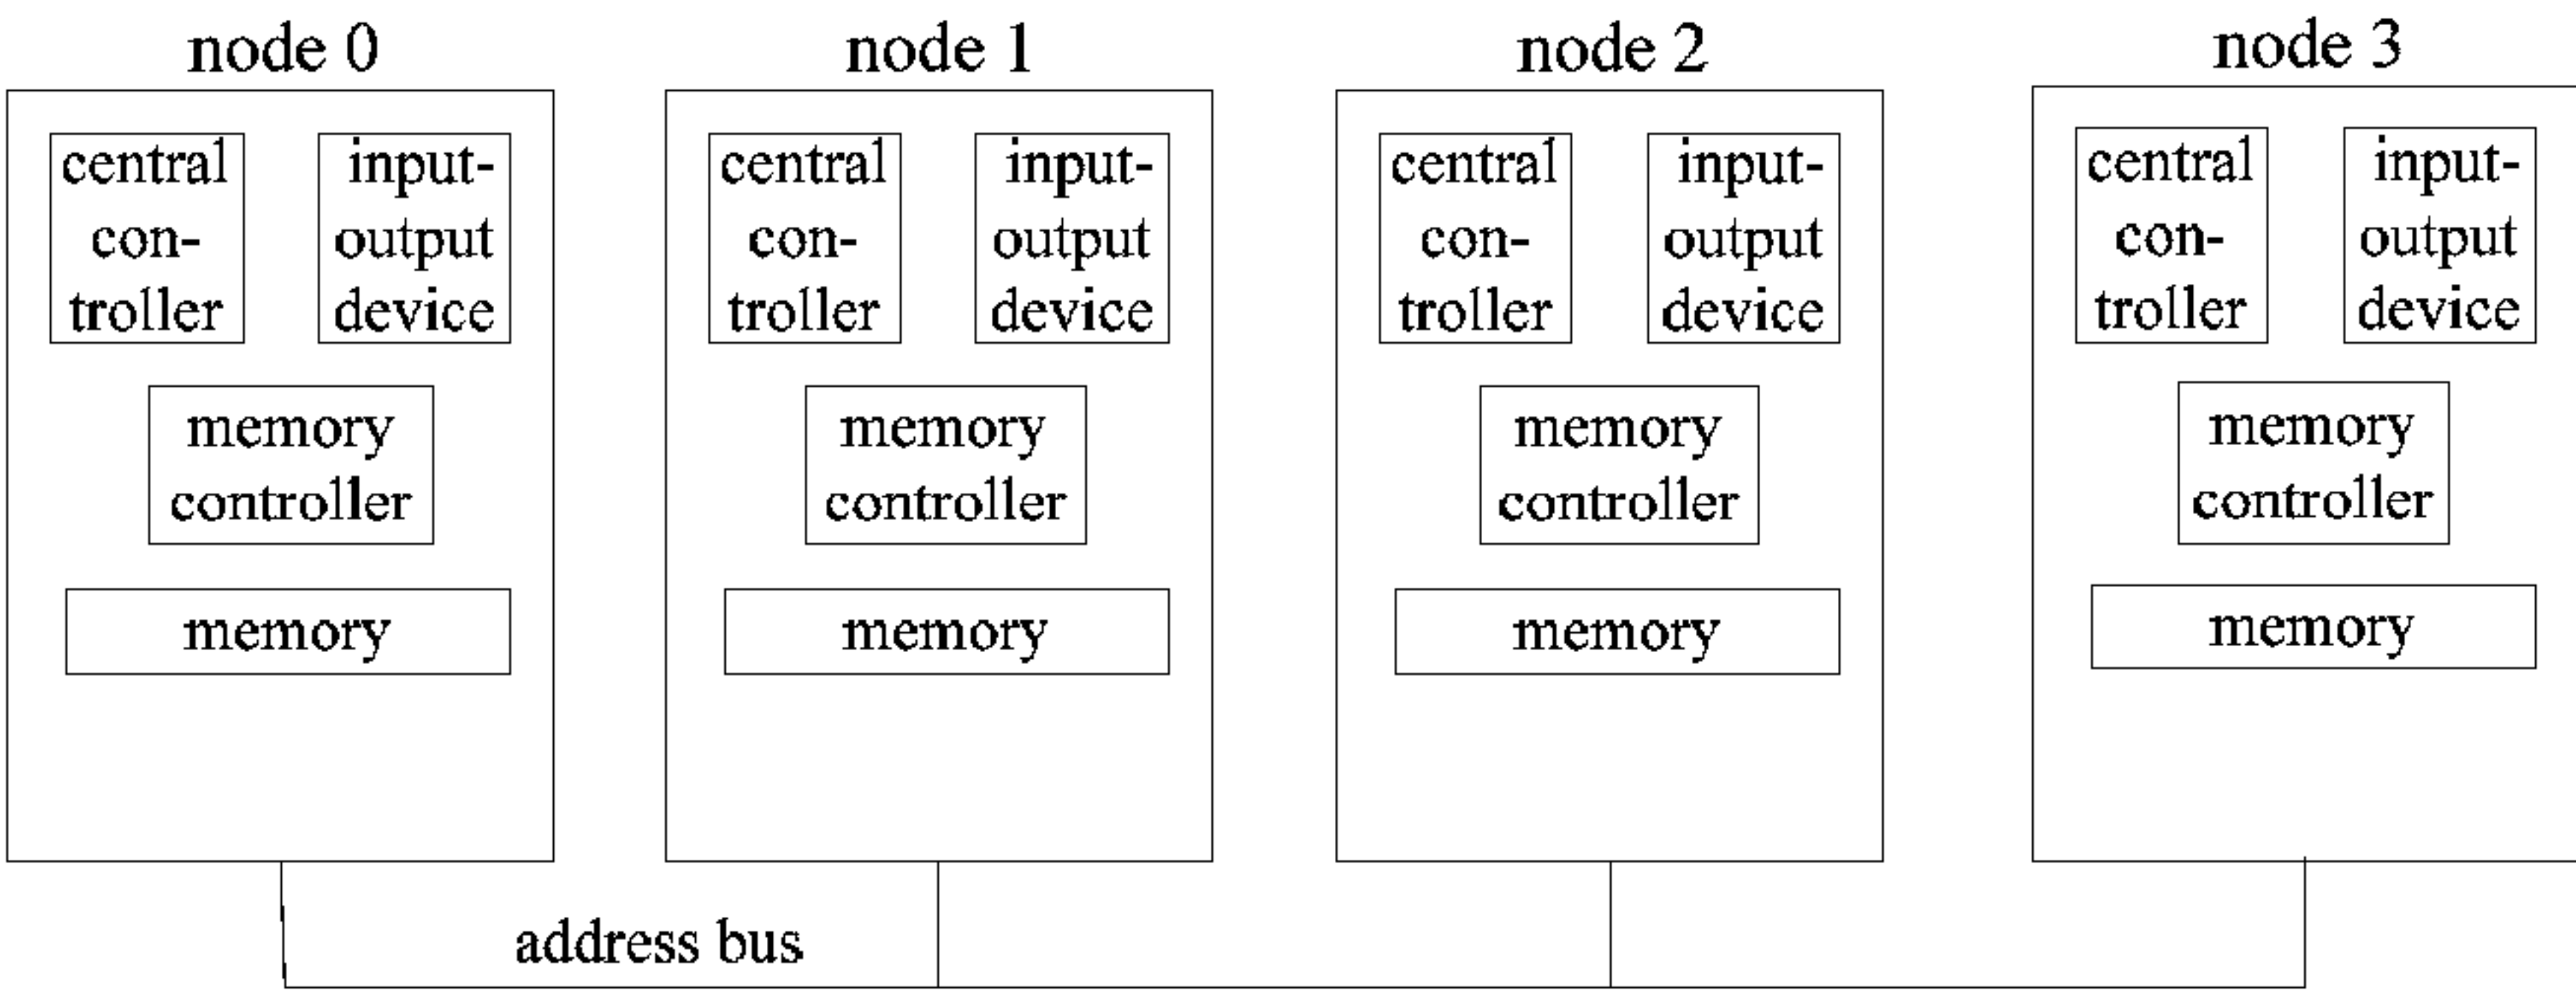 node 0
node 1
node 2
node 3
central
con-
troller
input-
output
device
central
con-
troller
input-
output
device
central
con-
troller
input-
output
device
central
con-
troller
input-
output
device
memory
controller
memory
controller
memory
controller
memory
controller
memory
memory
memory
memory
address bus